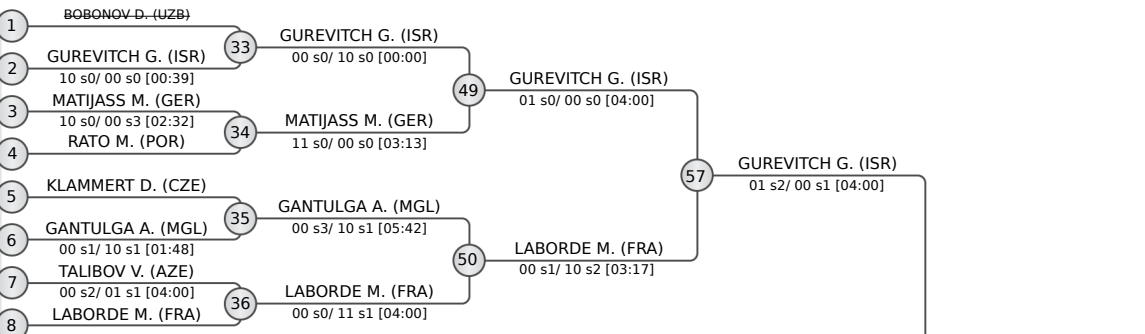 1
BOBONOV D. (UZB)
2
GUREVITCH G. (ISR)
10 s0/ 00 s0 [00:39]
3
MATIJASS M. (GER)
10 s0/ 00 s3 [02:32]
4
RATO M. (POR)
5
KLAMMERT D. (CZE)
6
GANTULGA A. (MGL)
00 s1/ 10 s1 [01:48]
7
TALIBOV V. (AZE)
00 s2/ 01 s1 [04:00]
8
LABORDE M. (FRA)
33
GUREVITCH G. (ISR)
00 s0/ 10 s0 [00:00]
34
MATIJASS M. (GER)
11 s0/ 00 s0 [03:13]
35
GANTULGA A. (MGL)
00 s3/ 10 s1 [05:42]
36
LABORDE M. (FRA)
00 s0/ 11 s1 [04:00]
49
GUREVITCH G. (ISR)
01 s0/ 00 s0 [04:00]
50
LABORDE M. (FRA)
00 s1/ 10 s2 [03:17]
57
GUREVITCH G. (ISR)
01 s2/ 00 s1 [04:00]